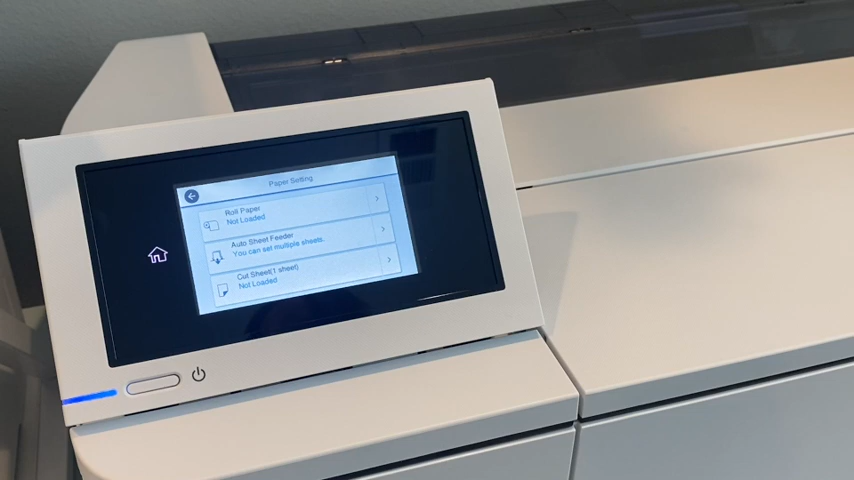 Paper Setting
Roll Paper
Not Loaded
Auto Sheet Feeder
You can set multiple sheets.
Cut Sheet(1 sheet)
Not Loaded